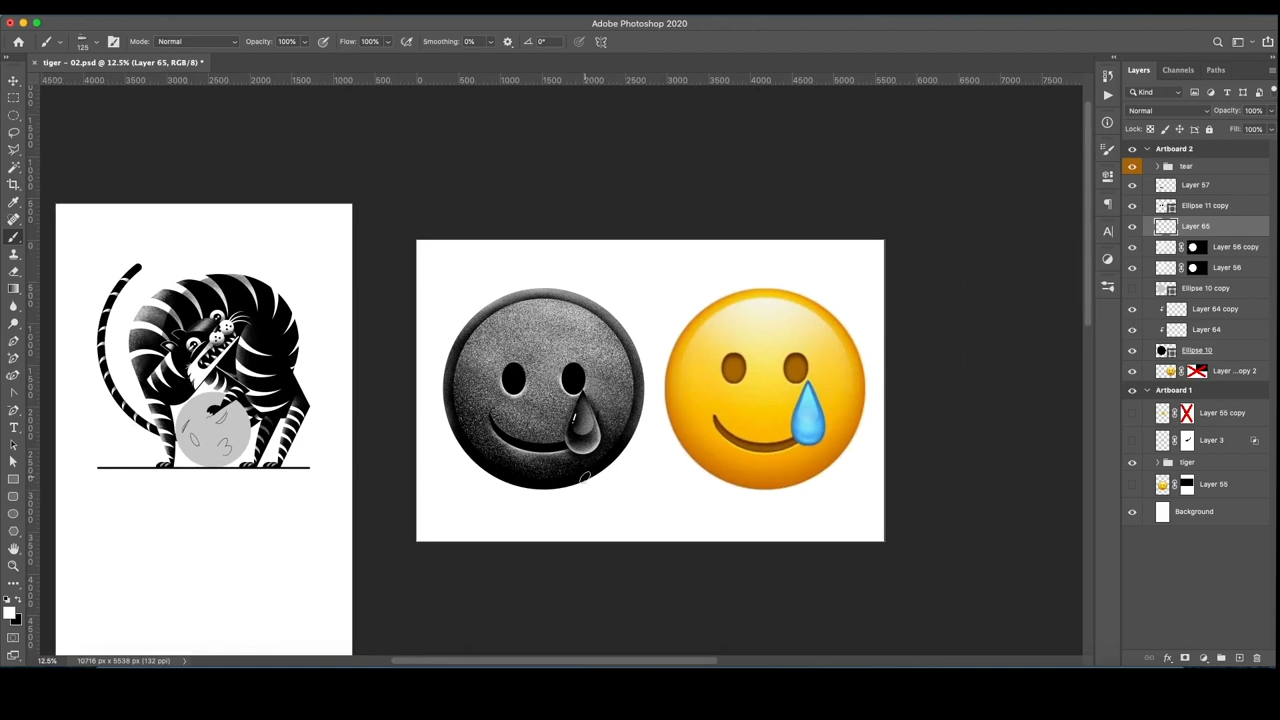 Adobe Photoshop 2020
125
Mode: Normal Opacity: 100% Flow: 100% Smoothing: 0% 0°
tiger - 02.psd @ 12.5% (Layer 65, RGB/8) *
4500 4000 3500 3000 2500 2000 1500 1000 500 0 500 1000 1500 2000 2500 3000 3500 4000 4500 5000 5500 6000 6500 7000 7500
Layers Channels Paths
Kind
Normal Opacity: 100%
Lock: Fill: 100%
Artboard 2
tear
Layer 57
Ellipse 11 copy
Layer 65
Layer 56 copy
Layer 56
Ellipse 10 copy
Layer 64 copy
Layer 64
Ellipse 10
Layer ...opy 2
Artboard 1
Layer 55 copy
Layer 3
tiger
Layer 55
Background
12.5% 10716 px x 5538 px (132 ppi)